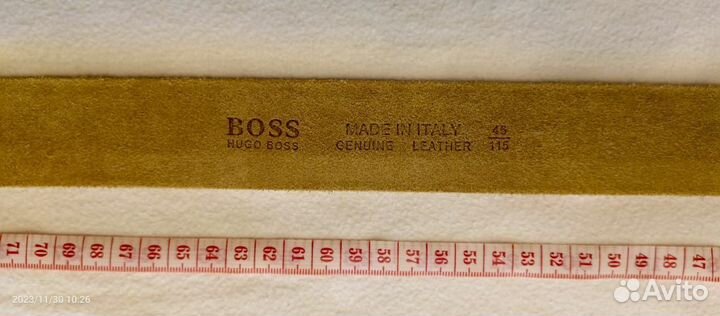 BOSS MADE IN ITALY 45
HUGO BOSS GENUINE LEATHER 115
71 70 69 68 67 66 65 64 63 62 61 60 59 58 57 56 55 54 53 52 51 50 49 48 47
2023/11/30 10:26
Avito